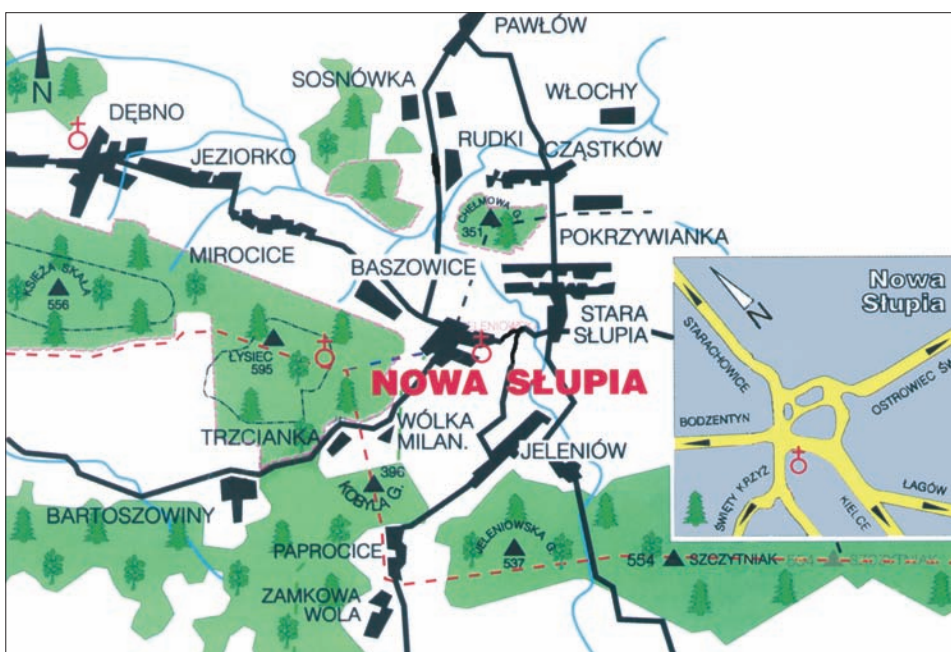 PAWŁÓW
SOSNÓWKA
WŁOCHY
N
DĘBNO
RUDKI
CZĄSTKÓW
JEZIORKO
CHEŁMOWA G.
351
POKRZYWIANKA
MIROCICE
BASZOWICE
KSIĘŻA SKAŁA
556
STARA
SŁUPIA
ŁYSIEC
595
NOWA SŁUPIA
TRZCIANKA
WÓLKA
MILAN.
JELENIÓW
396
KOBYLA G.
BARTOSZOWINY
PAPROCICE
JELENIOWSKA G.
537
554
SZCZYTNIAK
ZAMKOWA
WOLA
Nowa
Słupia
N
STARACHOWICE
OSTROWIEC ŚW
BODZENTYN
ŚWIĘTY KRZYŻ
KIELCE
ŁAGÓW